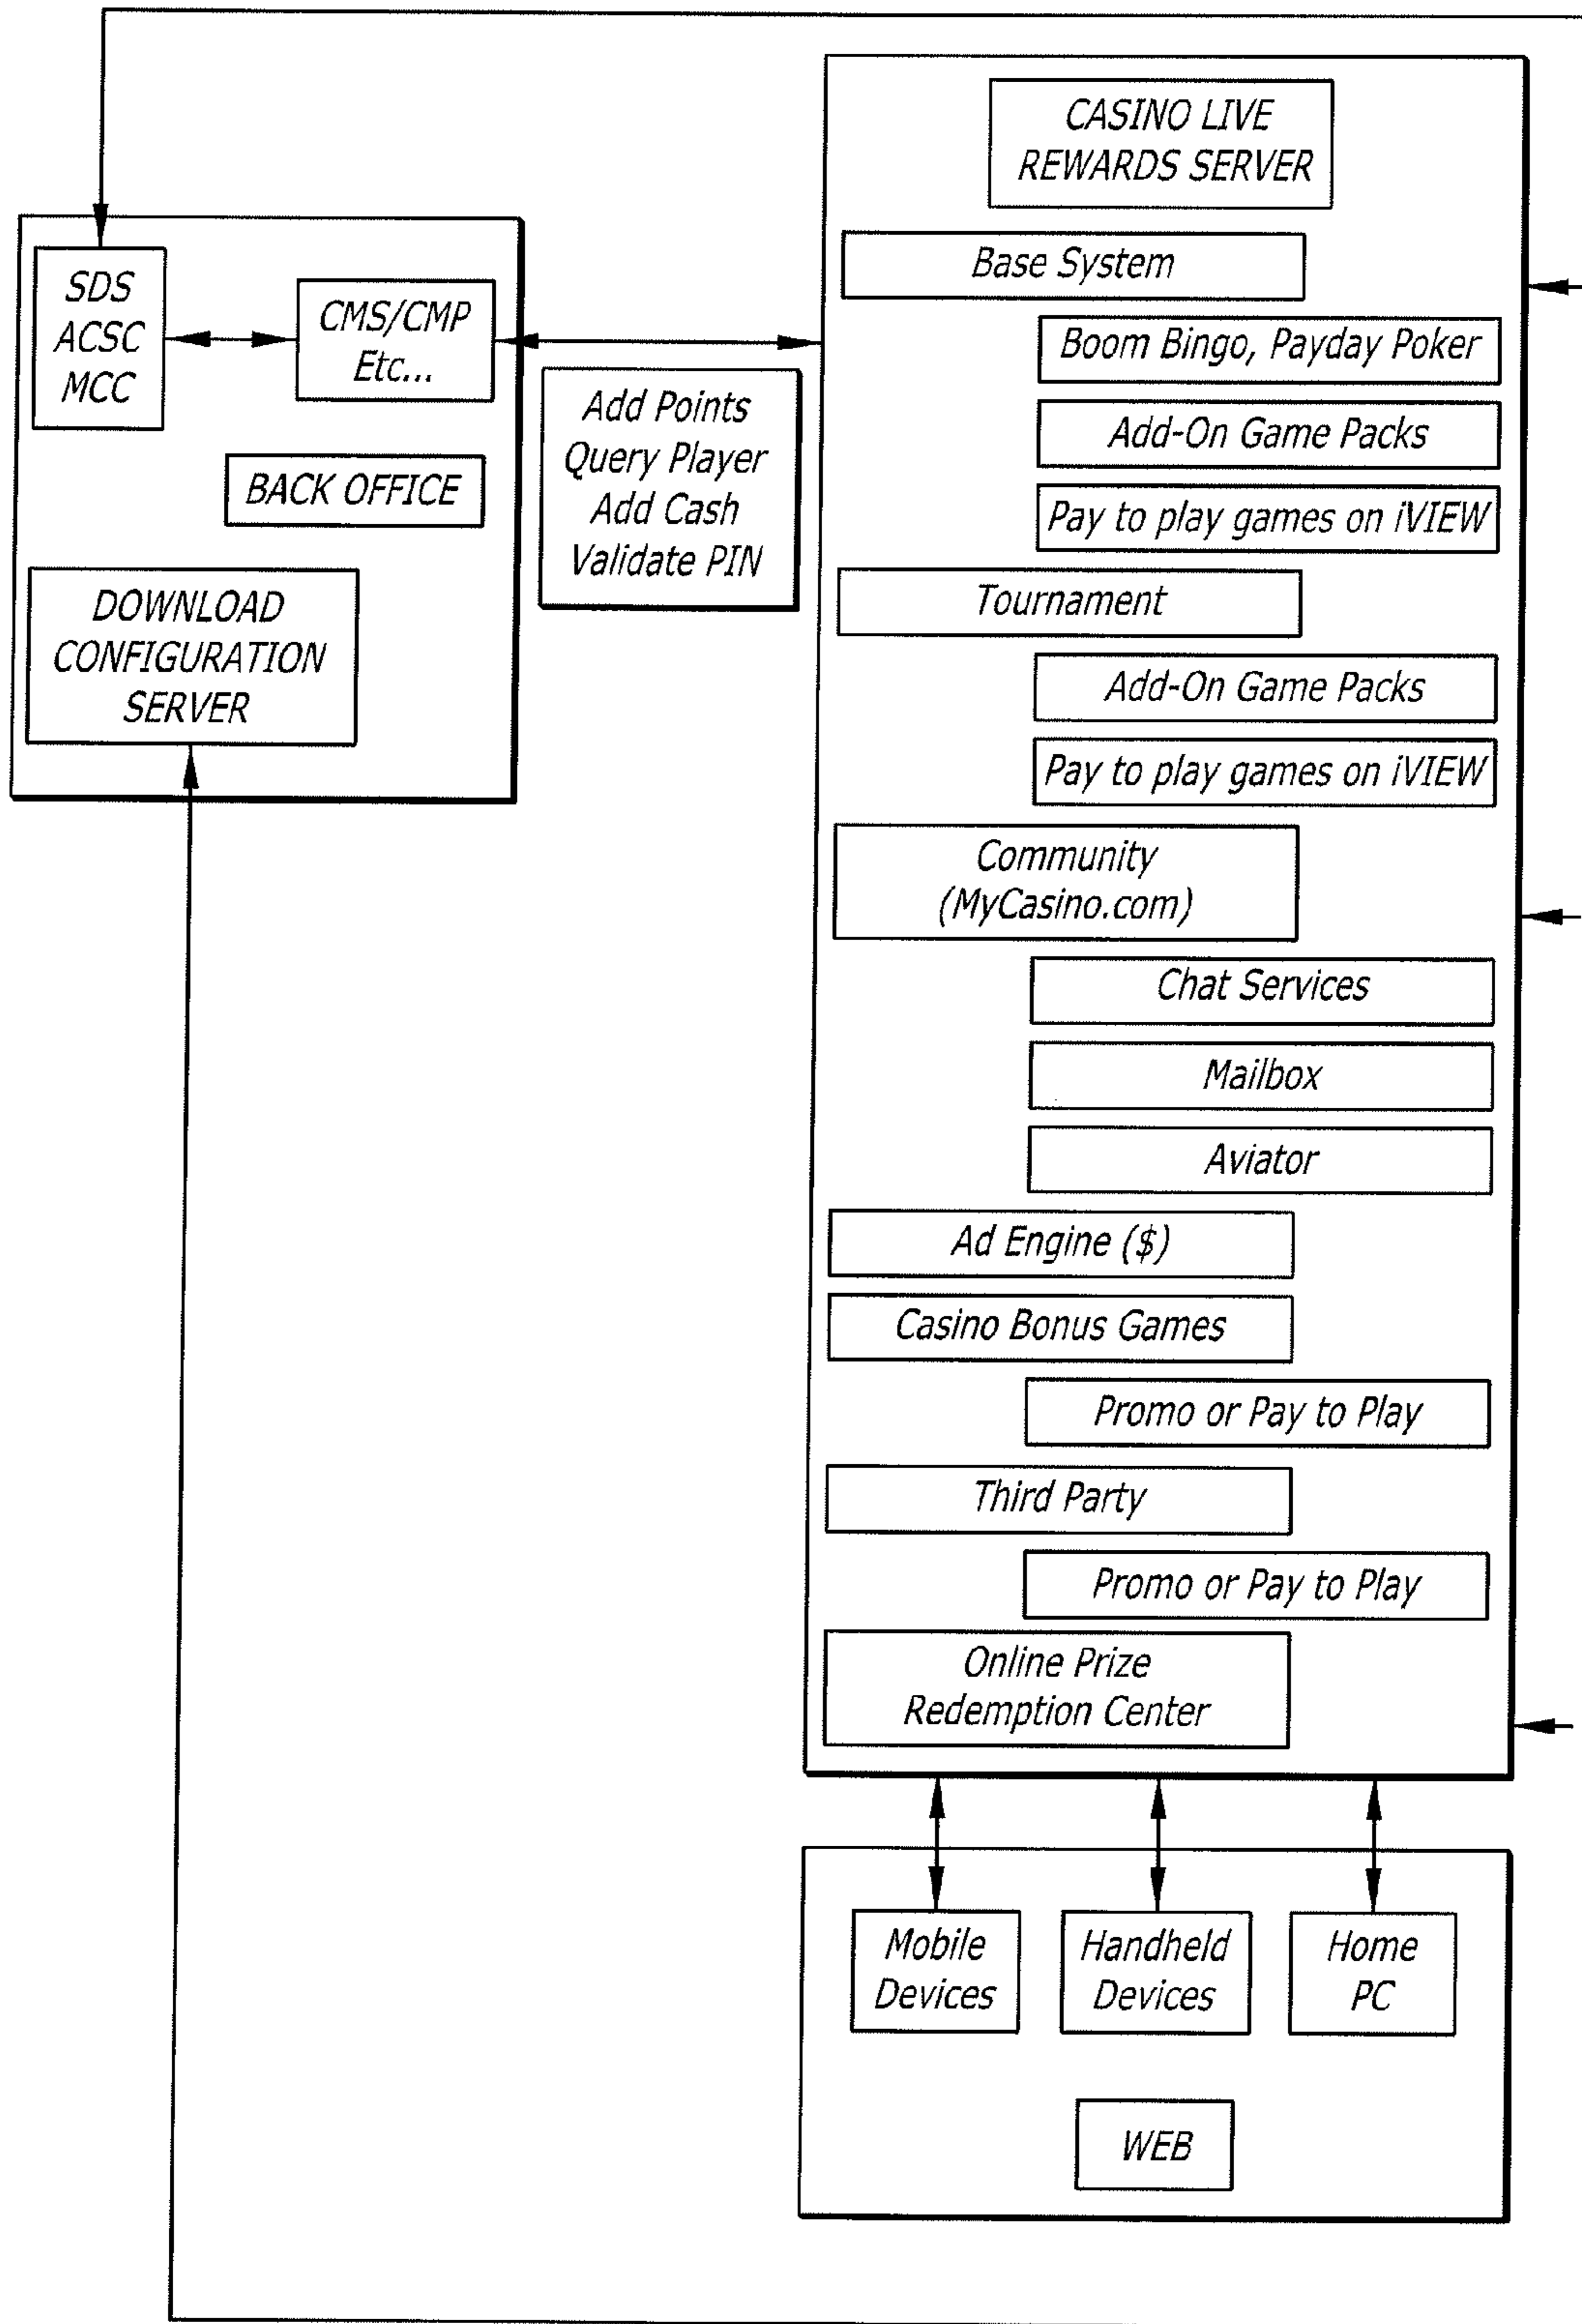 CASINO LIVE
REWARDS SERVER
Base System
Boom Bingo, Payday Poker
Add-On Game Packs
Pay to play games on iVIEW
Tournament
Add-On Game Packs
Pay to play games on iVIEW
Community
(MyCasino.com)
Chat Services
Mailbox
Aviator
Ad Engine ($)
Casino Bonus Games
Promo or Pay to Play
Third Party
Promo or Pay to Play
Online Prize
Redemption Center
SDS
ACSC
MCC
CMS/CMP
Etc...
BACK OFFICE
DOWNLOAD
CONFIGURATION
SERVER
Add Points
Query Player
Add Cash
Validate PIN
Mobile
Devices
Handheld
Devices
Home
PC
WEB